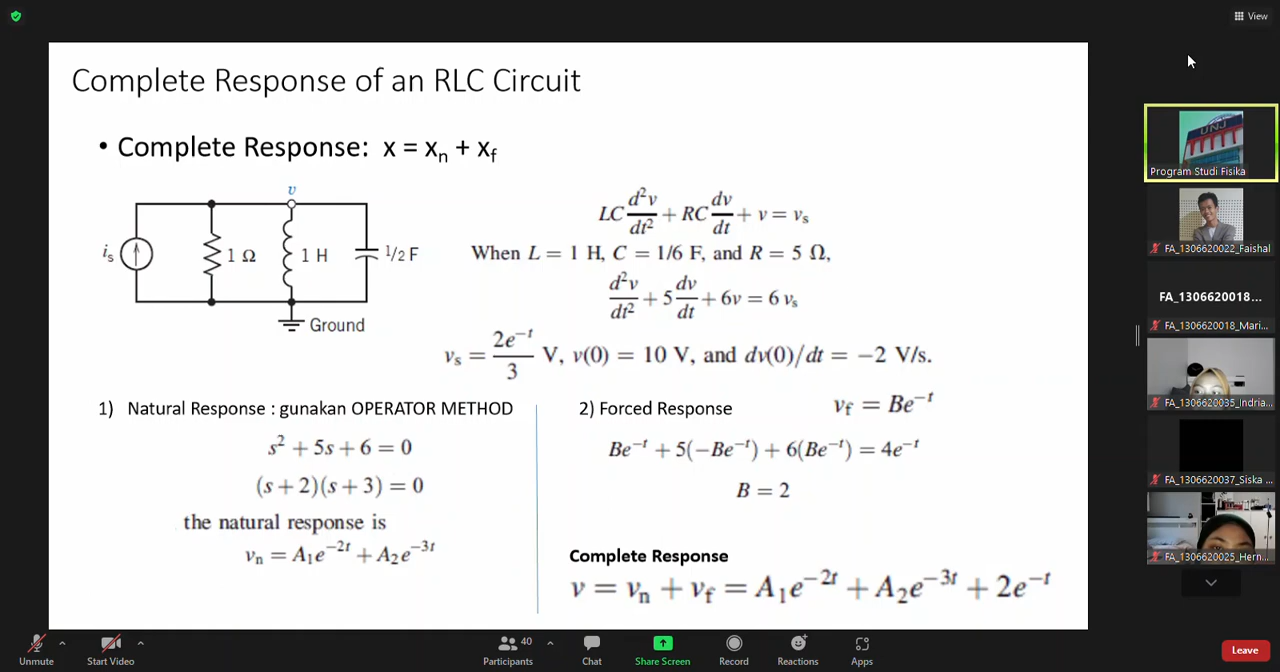 View
Complete Response of an RLC Circuit
• Complete Response: x = xn + xf
v
is
1 Ω
1 H
1/2 F
Ground
LC d²v/dt² + RC dv/dt + v = vs
When L = 1 H, C = 1/6 F, and R = 5 Ω,
d²v/dt² + 5 dv/dt + 6v = 6 vs
vs = 2e⁻ᵗ/3 V, v(0) = 10 V, and dv(0)/dt = −2 V/s.
1) Natural Response : gunakan OPERATOR METHOD
s² + 5s + 6 = 0
(s + 2)(s + 3) = 0
the natural response is
vn = A₁e⁻²ᵗ + A₂e⁻³ᵗ
2) Forced Response
vf = Be⁻ᵗ
Be⁻ᵗ + 5(−Be⁻ᵗ) + 6(Be⁻ᵗ) = 4e⁻ᵗ
B = 2
Complete Response
v = vn + vf = A₁e⁻²ᵗ + A₂e⁻³ᵗ + 2e⁻ᵗ
UNJ
Program Studi Fisika
FA_1306620022_Faishal
FA_1306620018...
FA_1306620018_Mari...
FA_1306620035_Indria...
FA_1306620037_Siska ...
FA_1306620025_Hern...
Unmute
Start Video
40
Participants
Chat
Share Screen
Record
Reactions
Apps
Leave